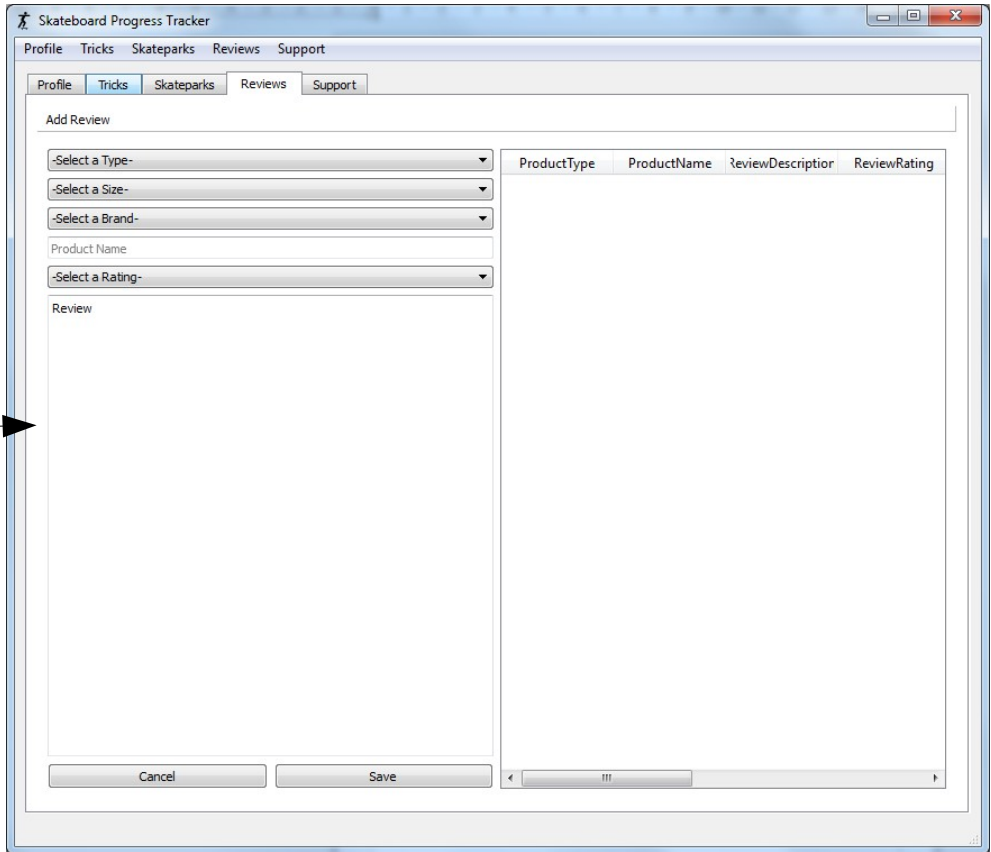 Skateboard Progress Tracker
Profile Tricks Skateparks Reviews Support
Profile Tricks Skateparks Reviews Support
Add Review
-Select a Type-
-Select a Size-
-Select a Brand-
Product Name
-Select a Rating-
Review
Cancel Save
ProductType ProductName ReviewDescription ReviewRating